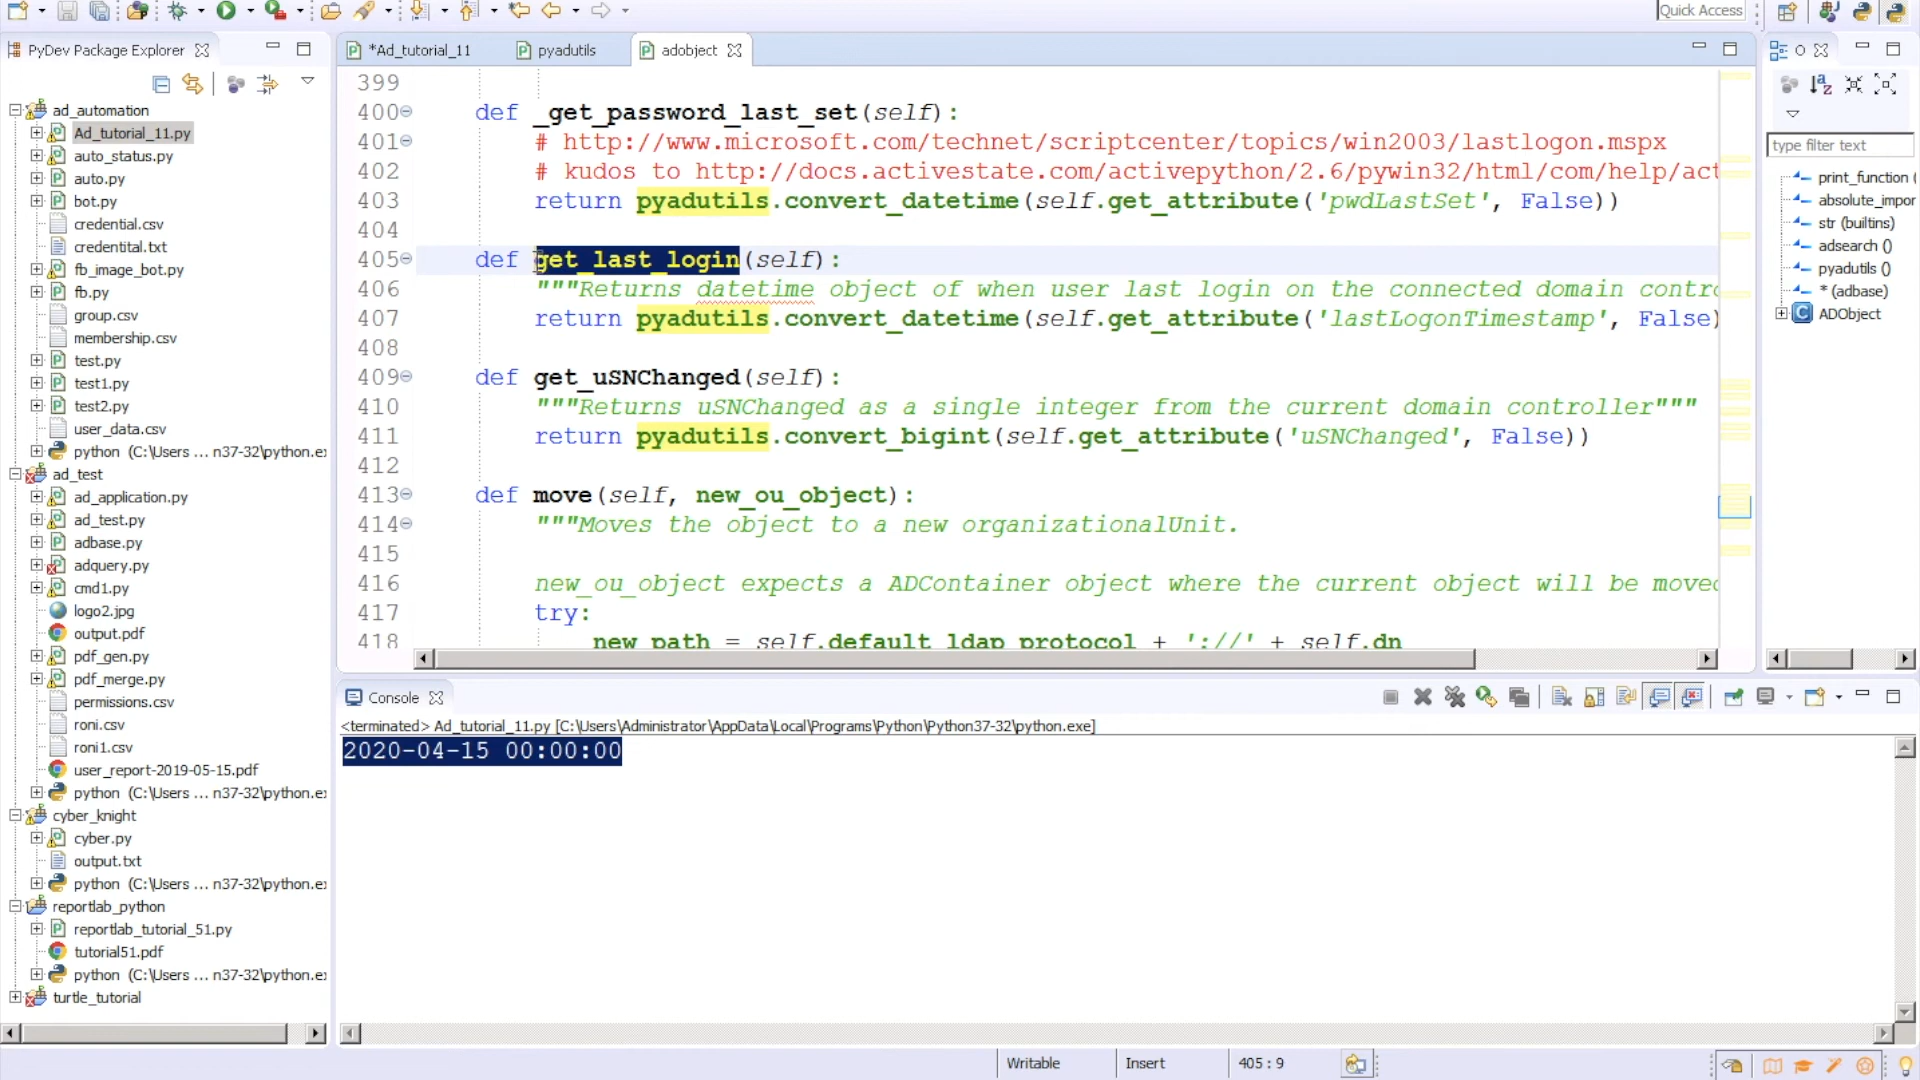 Quick Access
PyDev Package Explorer
*Ad_tutorial_11
pyadutils
adobject
ad_automation
Ad_tutorial_11.py
auto_status.py
auto.py
bot.py
credential.csv
credentital.txt
fb_image_bot.py
fb.py
group.csv
membership.csv
test.py
test1.py
test2.py
user_data.csv
python (C:\Users ... n37-32\python.e
ad_test
ad_application.py
ad_test.py
adbase.py
adquery.py
cmd1.py
logo2.jpg
output.pdf
pdf_gen.py
pdf_merge.py
permissions.csv
roni.csv
roni1.csv
user_report-2019-05-15.pdf
python (C:\Users ... n37-32\python.e
cyber_knight
cyber.py
output.txt
python (C:\Users ... n37-32\python.e
reportlab_python
reportlab_tutorial_51.py
tutorial51.pdf
python (C:\Users ... n37-32\python.e
turtle_tutorial
399
400 def _get_password_last_set(self):
401 # http://www.microsoft.com/technet/scriptcenter/topics/win2003/lastlogon.mspx
402 # kudos to http://docs.activestate.com/activepython/2.6/pywin32/html/com/help/act
403 return pyadutils.convert_datetime(self.get_attribute('pwdLastSet', False))
404
405 def get_last_login(self):
406 """Returns datetime object of when user last login on the connected domain contr
407 return pyadutils.convert_datetime(self.get_attribute('lastLogonTimestamp', False)
408
409 def get_uSNChanged(self):
410 """Returns uSNChanged as a single integer from the current domain controller"""
411 return pyadutils.convert_bigint(self.get_attribute('uSNChanged', False))
412
413 def move(self, new_ou_object):
414 """Moves the object to a new organizationalUnit.
415
416 new_ou_object expects a ADContainer object where the current object will be moved
417 try:
418 new_path = self.default_ldap_protocol + '://' + self.dn
type filter text
print_function (
absolute_impor
str (builtins)
adsearch ()
pyadutils ()
* (adbase)
ADObject
Console
<terminated> Ad_tutorial_11.py [C:\Users\Administrator\AppData\Local\Programs\Python\Python37-32\python.exe]
2020-04-15 00:00:00
Writable
Insert
405 : 9